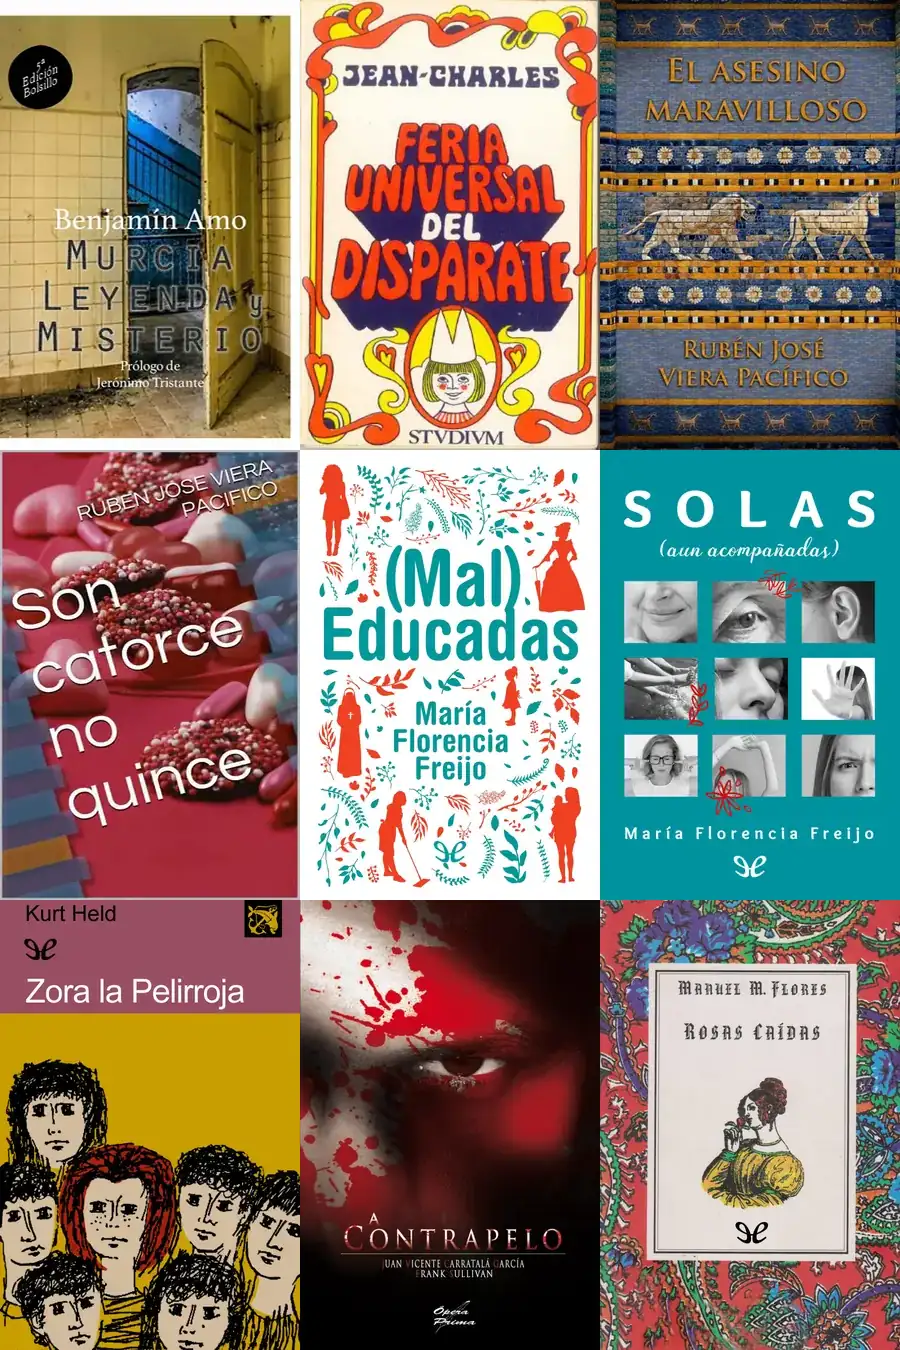 5ª
Edición
Bolsillo
Benjamín Amo
MURCIA
LEYENDA y
MISTERIO
Prólogo de
Jerónimo Tristante
JEAN-CHARLES
FERIA
UNIVERSAL
DEL
DISPARATE
STVDIVM
EL ASESINO
MARAVILLOSO
RUBÉN JOSÉ
VIERA PACÍFICO
RUBEN JOSE VIERA
PACIFICO
Son
catorce
no
quince
(Mal)
Educadas
María
Florencia
Freijo
SOLAS
(aun acompañadas)
María Florencia Freijo
Kurt Held
Zora la Pelirroja
A
CONTRAPELO
JUAN VICENTE CARRATALÁ GARCÍA
FRANK SULLIVAN
Opera
Prima
MANUEL M. FLORES
ROSAS CAÍDAS